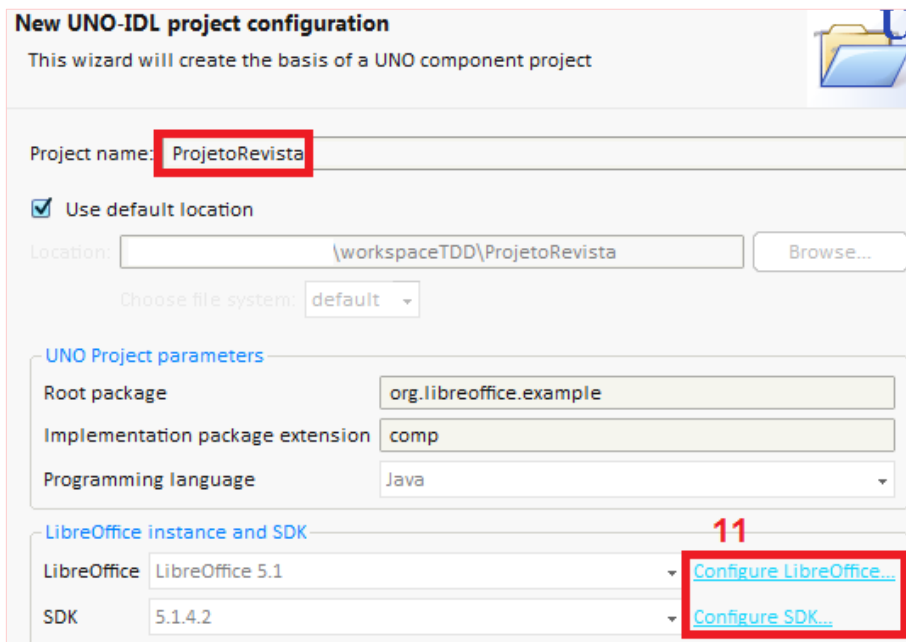 New UNO-IDL project configuration
This wizard will create the basis of a UNO component project
Project name: ProjetoRevista
Use default location
Location: \workspaceTDD\ProjetoRevista Browse...
Choose file system: default
UNO Project parameters
Root package org.libreoffice.example
Implementation package extension comp
Programming language Java
LibreOffice instance and SDK
11
LibreOffice LibreOffice 5.1 Configure LibreOffice...
SDK 5.1.4.2 Configure SDK...